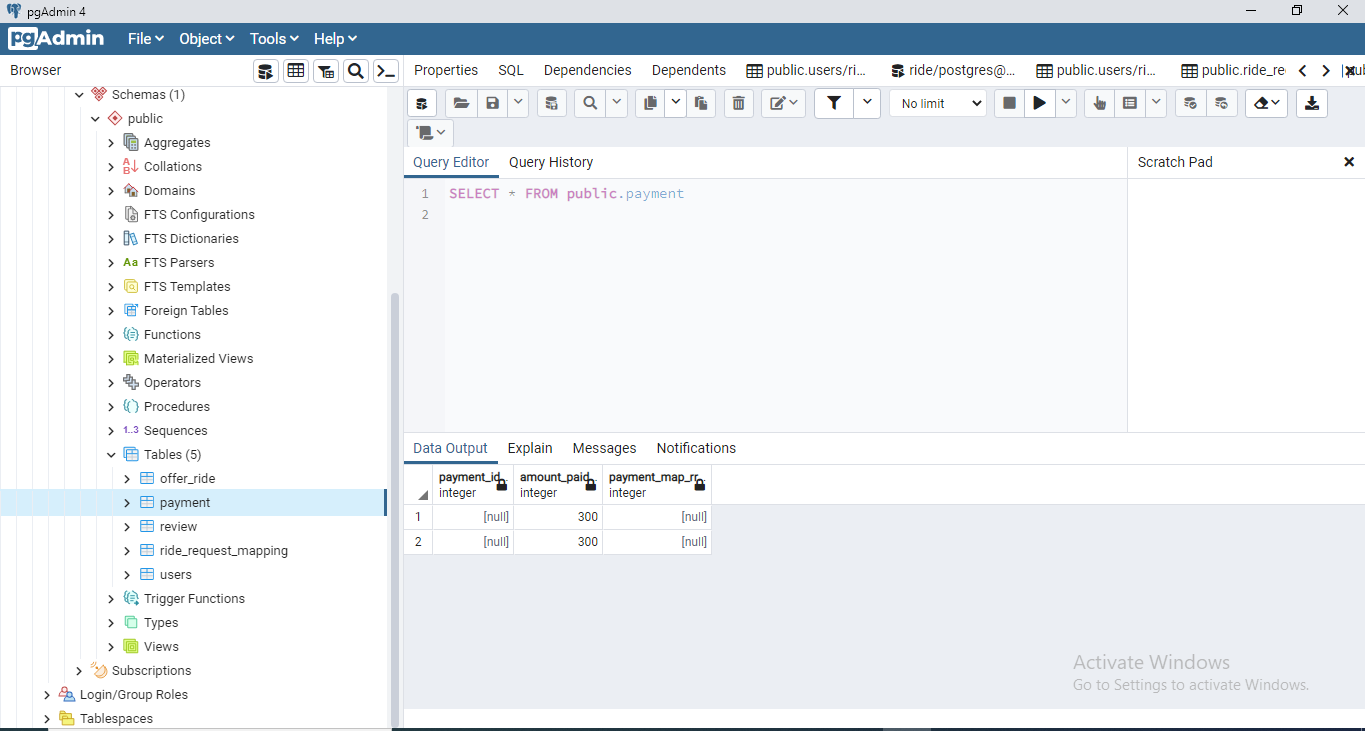 pgAdmin 4
pgAdmin File Object Tools Help
Browser
Properties SQL Dependencies Dependents public.users/ri... ride/postgres@... public.users/ri... public.ride_re
No limit
Schemas (1)
public
Aggregates
Collations
Domains
FTS Configurations
FTS Dictionaries
Aa FTS Parsers
FTS Templates
Foreign Tables
Functions
Materialized Views
Operators
Procedures
1..3 Sequences
Tables (5)
offer_ride
payment
review
ride_request_mapping
users
Trigger Functions
Types
Views
Subscriptions
Login/Group Roles
Tablespaces
Query Editor Query History
Scratch Pad
1 SELECT * FROM public.payment
2
Data Output Explain Messages Notifications
payment_id amount_paid payment_map_rr
integer integer integer
1 [null] 300 [null]
2 [null] 300 [null]
Activate Windows
Go to Settings to activate Windows.